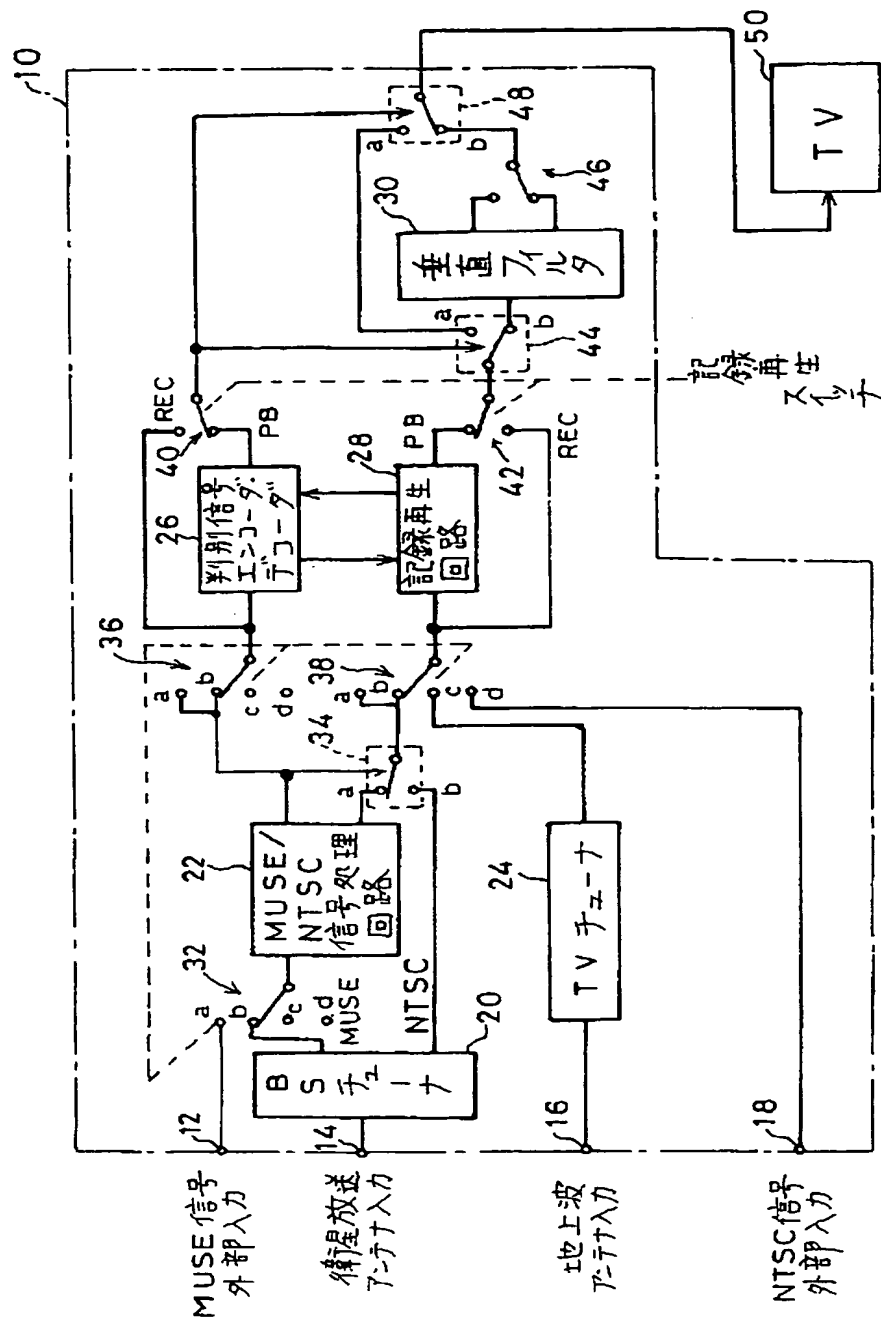 10
MUSE信号
外部入力
12
衛星放送
アンテナ入力
14
地上波
アンテナ入力
16
NTSC信号
外部入力
18
BSチューナ
20
MUSE
NTSC
32
a
b
c
d
22
MUSE/
NTSC
信号処理
回路
TVチューナ
24
34
a
b
36
a
b
c
d
38
a
b
c
d
26
判別信号
エンコーダ・
デコーダ
28
記録再生
回路
REC
40
PB
PB
42
REC
記録再生
スイッチ
44
a
b
30
垂直フィルタ
46
48
a
b
50
TV